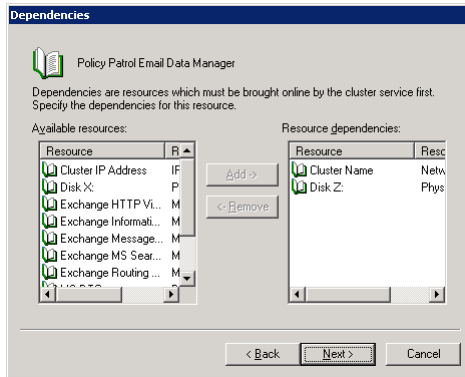 Dependencies
Policy Patrol Email Data Manager
Dependencies are resources which must be brought online by the cluster service first.
Specify the dependencies for this resource.
Available resources:
Resource dependencies:
Resource
Cluster IP Address
Disk X:
Exchange HTTP Vi...
Exchange Informati...
Exchange Message...
Exchange MS Sear...
Exchange Routing ...
Add ->
<- Remove
Resource Resc
Cluster Name Netw
Disk Z: Phys
< Back
Next >
Cancel